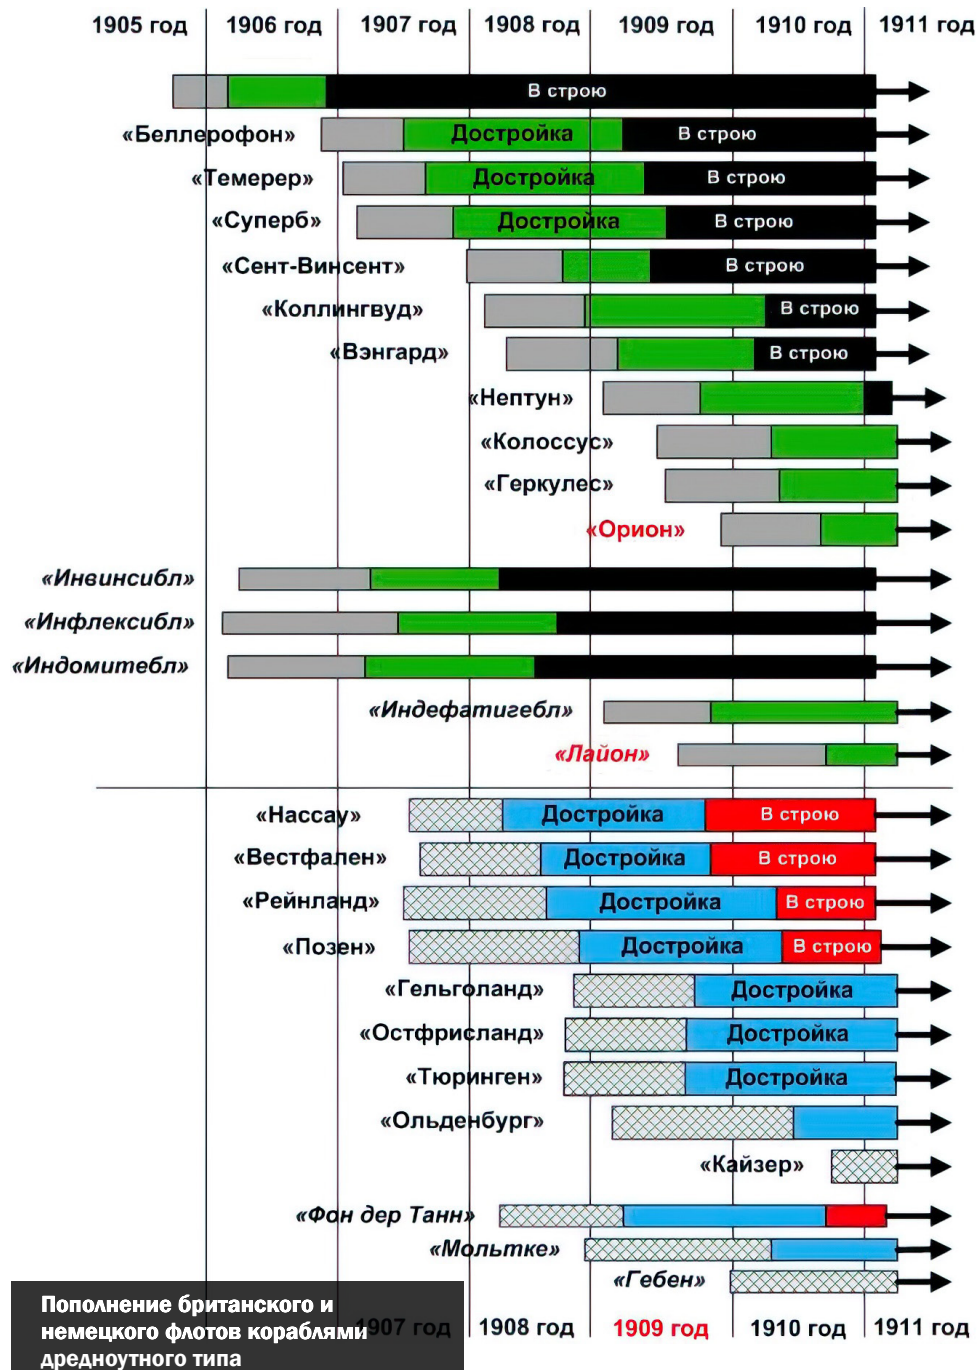 1905 год 1906 год 1907 год 1908 год 1909 год 1910 год 1911 год
В строю
«Беллерофон» Достройка В строю
«Темерер» Достройка В строю
«Суперб» Достройка В строю
«Сент-Винсент» В строю
«Коллингвуд» В строю
«Вэнгард» В строю
«Нептун»
«Колоссус»
«Геркулес»
«Орион»
«Инвинсибл»
«Инфлексибл»
«Индомитебл»
«Индефатигебл»
«Лайон»
«Нассау» Достройка В строю
«Вестфален» Достройка В строю
«Рейнланд» Достройка В строю
«Позен» Достройка В строю
«Гельголанд» Достройка
«Остфрисланд» Достройка
«Тюринген» Достройка
«Ольденбург»
«Кайзер»
«Фон дер Танн»
«Мольтке»
«Гебен»
1907 год 1908 год 1909 год 1910 год 1911 год
Пополнение британского и
немецкого флотов кораблями
дредноутного типа